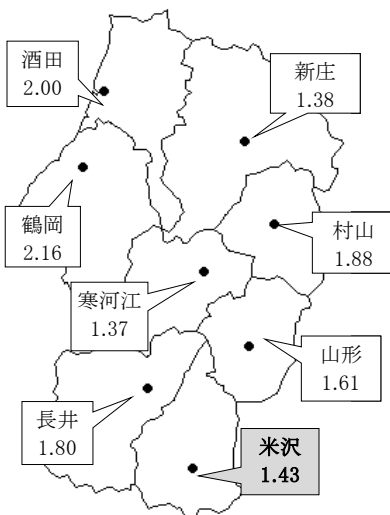 酒田
2.00
新庄
1.38
鶴岡
2.16
村山
1.88
寒河江
1.37
山形
1.61
長井
1.80
米沢
1.43